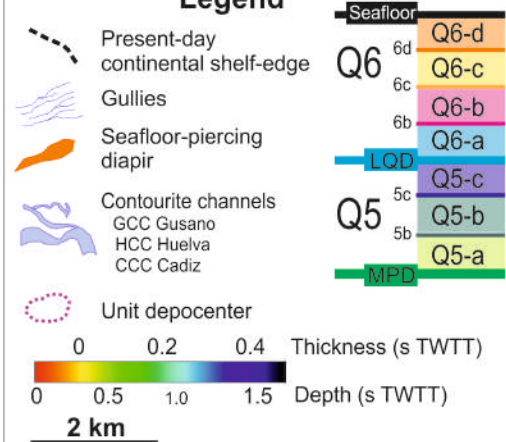 Legend
Present-day
continental shelf-edge
Gullies
Seafloor-piercing
diapir
Contourite channels
GCC Gusano
HCC Huelva
CCC Cadiz
Unit depocenter
0 0.2 0.4 Thickness (s TWTT)
0 0.5 1.0 1.5 Depth (s TWTT)
2 km
Seafloor
Q6-d
Q6
6d
Q6-c
6c
Q6-b
6b
Q6-a
LQD
Q5-c
5c
Q5
Q5-b
5b
Q5-a
MPD